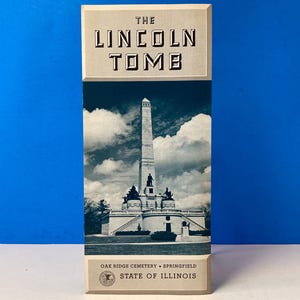 THE
LINCOLN
TOMB
OAK RIDGE CEMETERY • SPRINGFIELD
STATE OF ILLINOIS